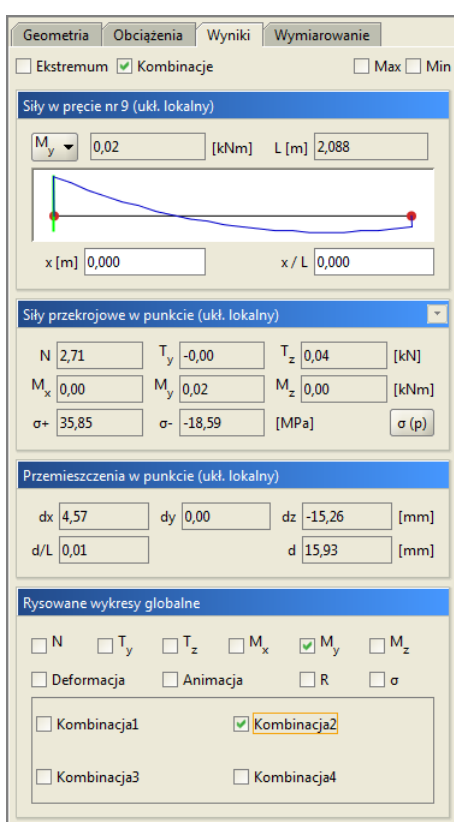 Geometria Obciążenia Wyniki Wymiarowanie
Ekstremum Kombinacje Max Min
Siły w pręcie nr 9 (ukł. lokalny)
My 0,02 [kNm] L [m] 2,088
x [m] 0,000 x / L 0,000
Siły przekrojowe w punkcie (ukł. lokalny)
N 2,71 Ty -0,00 Tz 0,04 [kN]
Mx 0,00 My 0,02 Mz 0,00 [kNm]
σ+ 35,85 σ- -18,59 [MPa] σ (p)
Przemieszczenia w punkcie (ukł. lokalny)
dx 4,57 dy 0,00 dz -15,26 [mm]
d/L 0,01 d 15,93 [mm]
Rysowane wykresy globalne
N Ty Tz Mx My Mz
Deformacja Animacja R σ
Kombinacja1 Kombinacja2
Kombinacja3 Kombinacja4